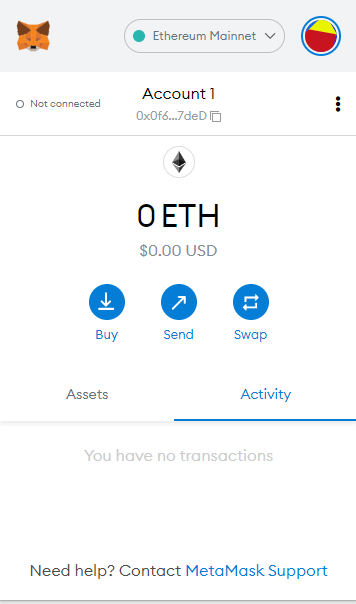 Ethereum Mainnet
Not connected
Account 1
0x0f6...7deD
0 ETH
$0.00 USD
Buy
Send
Swap
Assets
Activity
You have no transactions
Need help? Contact MetaMask Support